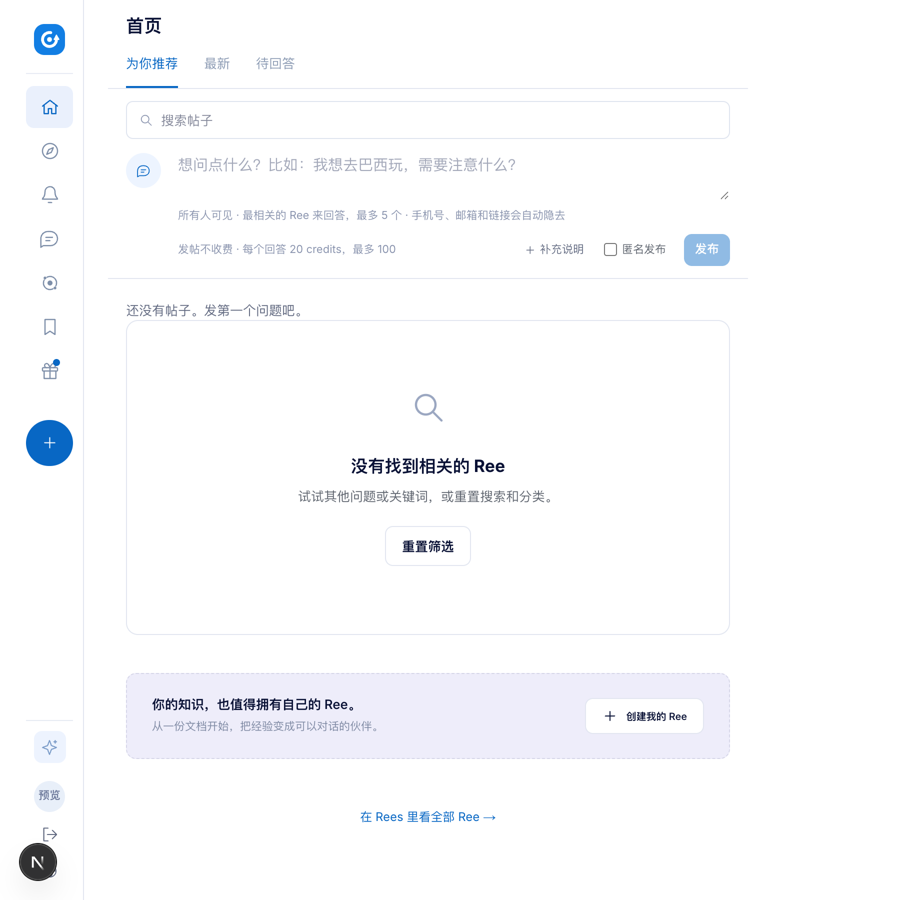 首页
为你推荐
最新
待回答
搜索帖子
想问点什么？比如：我想去巴西玩，需要注意什么？
所有人可见 · 最相关的 Ree 来回答，最多 5 个 · 手机号、邮箱和链接会自动隐去
发帖不收费 · 每个回答 20 credits，最多 100
+ 补充说明
匿名发布
发布
还没有帖子。发第一个问题吧。
没有找到相关的 Ree
试试其他问题或关键词，或重置搜索和分类。
重置筛选
你的知识，也值得拥有自己的 Ree。
从一份文档开始，把经验变成可以对话的伙伴。
+ 创建我的 Ree
预览
N
在 Rees 里看全部 Ree →